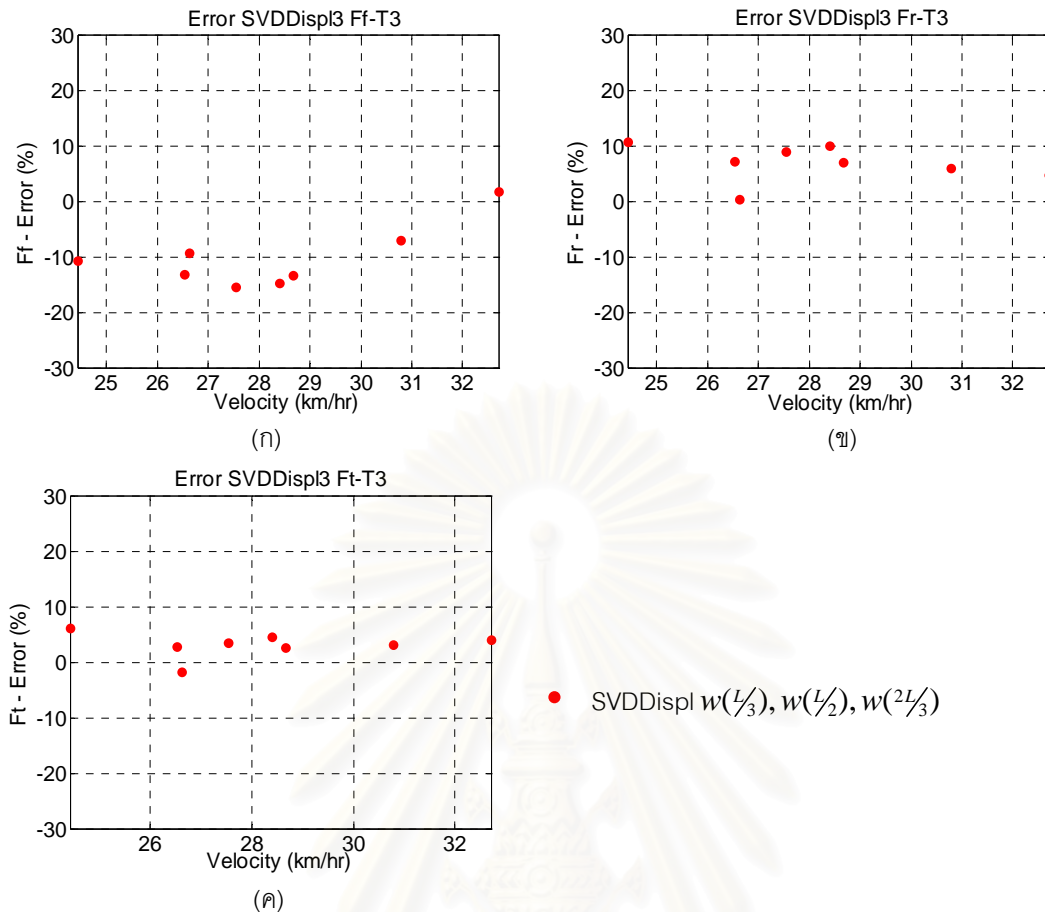 Error SVDDispl3 Ff-T3
30
20
10
0
-10
-20
-30
Ff - Error (%)
25 26 27 28 29 30 31 32
Velocity (km/hr)
(ก)
Error SVDDispl3 Fr-T3
30
20
10
0
-10
-20
-30
Fr - Error (%)
25 26 27 28 29 30 31 32
Velocity (km/hr)
(ข)
Error SVDDispl3 Ft-T3
30
20
10
0
-10
-20
-30
Ft - Error (%)
26 28 30 32
Velocity (km/hr)
(ค)
SVDDispl w(L/3), w(L/2), w(2L/3)